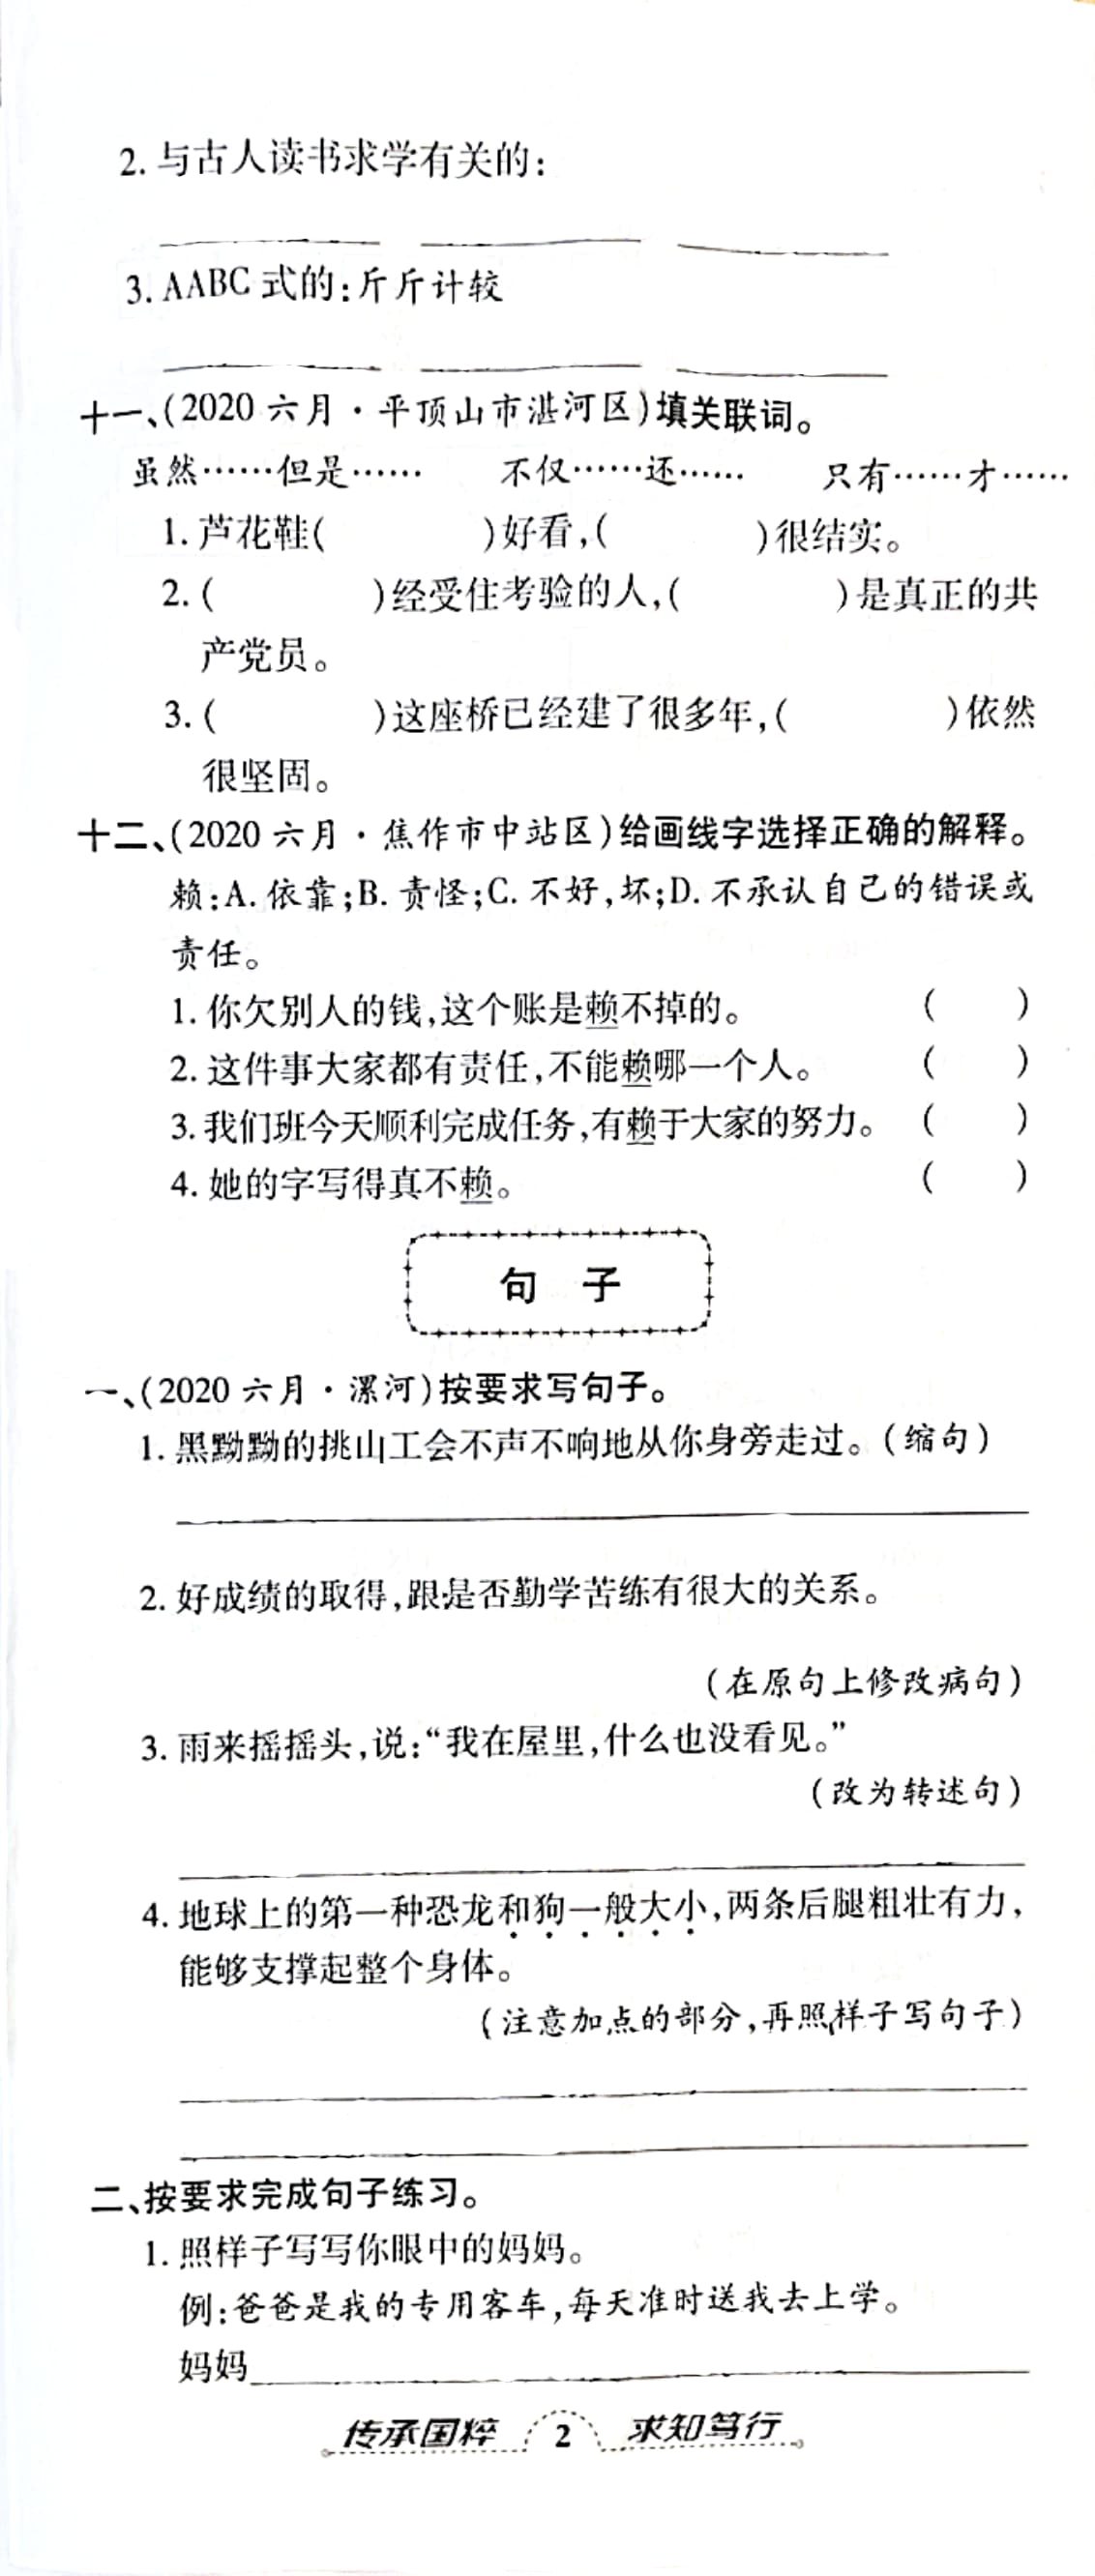 2. 与古人读书求学有关的:
3. AABC 式的:斤斤计较
十一、(2020 六月·平顶山市湛河区)填关联词。
虽然……但是…… 不仅……还…… 只有……才……
1. 芦花鞋( )好看,( )很结实。
2. ( )经受住考验的人,( )是真正的共
产党员。
3. ( )这座桥已经建了很多年,( )依然
很坚固。
十二、(2020 六月·焦作市中站区)给画线字选择正确的解释。
赖:A. 依靠;B. 责怪;C. 不好,坏;D. 不承认自己的错误或
责任。
1. 你欠别人的钱,这个账是赖不掉的。 ( )
2. 这件事大家都有责任,不能赖哪一个人。 ( )
3. 我们班今天顺利完成任务,有赖于大家的努力。 ( )
4. 她的字写得真不赖。 ( )
句 子
一、(2020 六月·漯河)按要求写句子。
1. 黑黝黝的挑山工会不声不响地从你身旁走过。(缩句)
2. 好成绩的取得,跟是否勤学苦练有很大的关系。
(在原句上修改病句)
3. 雨来摇摇头,说:“我在屋里,什么也没看见。”
(改为转述句)
4. 地球上的第一种恐龙和狗一般大小,两条后腿粗壮有力,
能够支撑起整个身体。
(注意加点的部分,再照样子写句子)
二、按要求完成句子练习。
1. 照样子写写你眼中的妈妈。
例:爸爸是我的专用客车,每天准时送我去上学。
妈妈
传承国粹 2 求知笃行